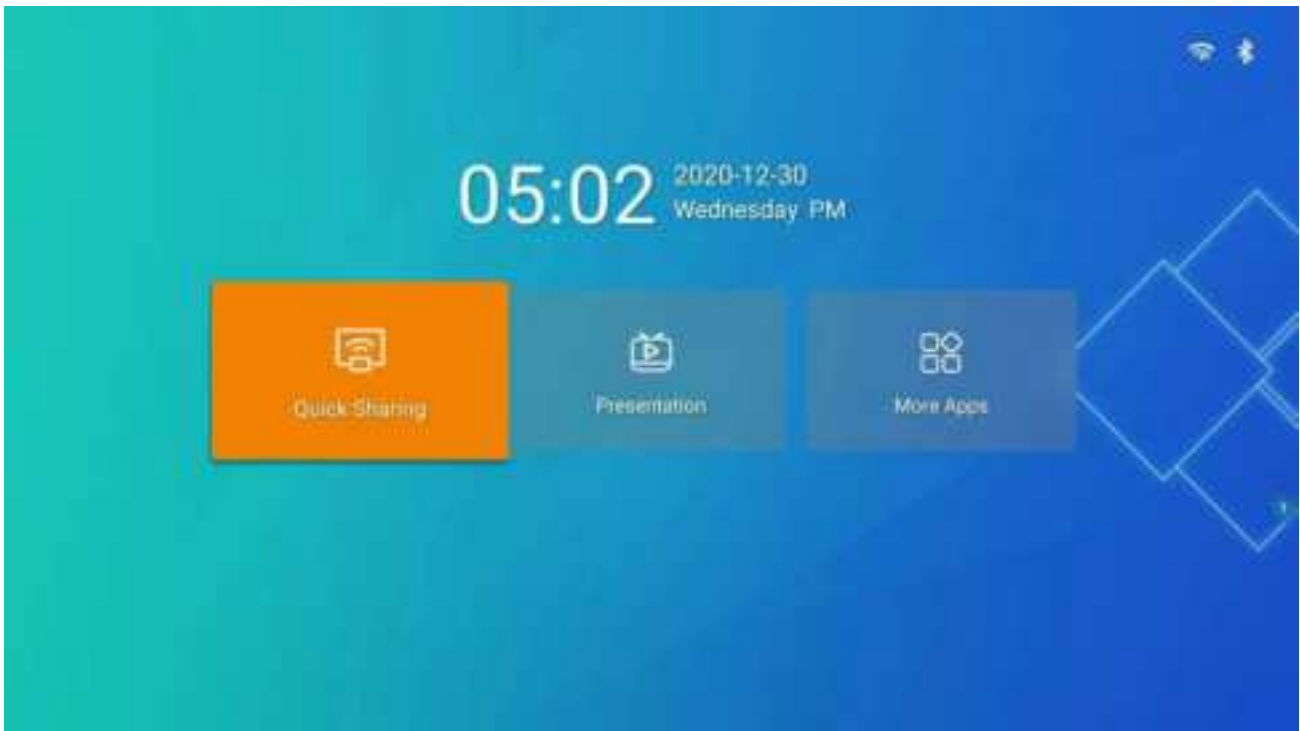 05:02
2020-12-30
Wednesday PM
Quick Sharing
Presentation
More Apps